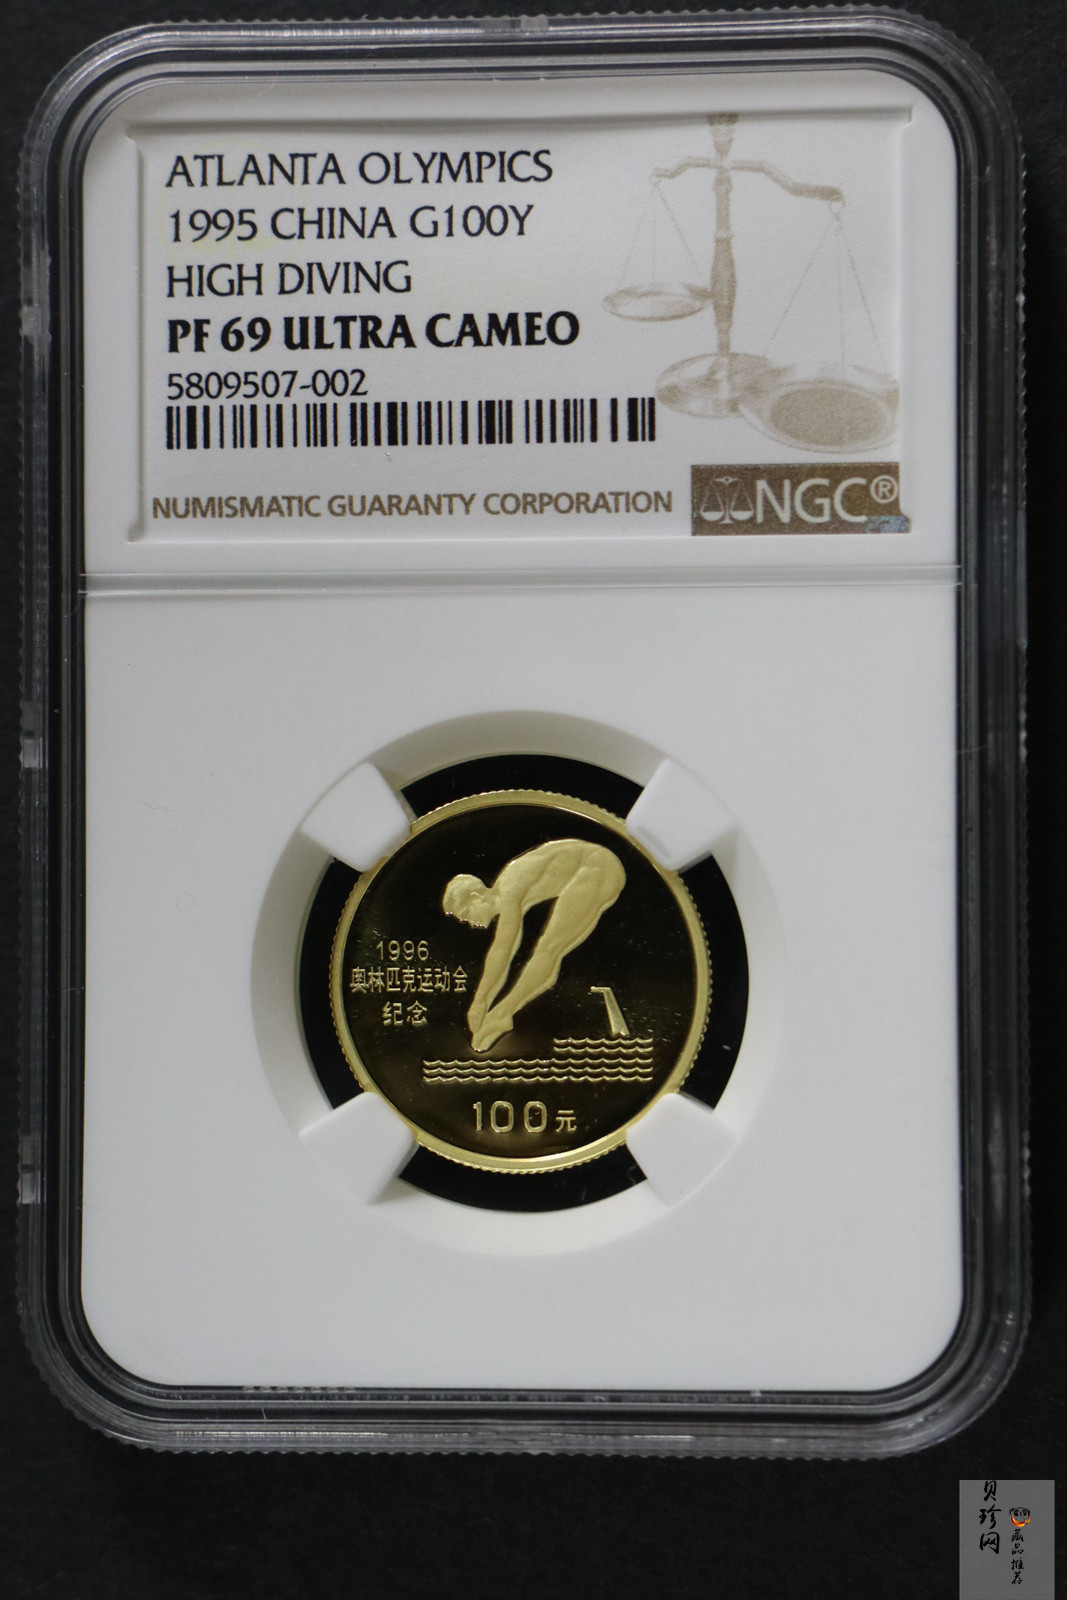 ATLANTA OLYMPICS
1995 CHINA G100Y
HIGH DIVING
PF 69 ULTRA CAMEO
5809507-002
NUMISMATIC GUARANTY CORPORATION
NGC®
1996
奥林匹克运动会
纪念
100元
贝珍网
藏品推荐